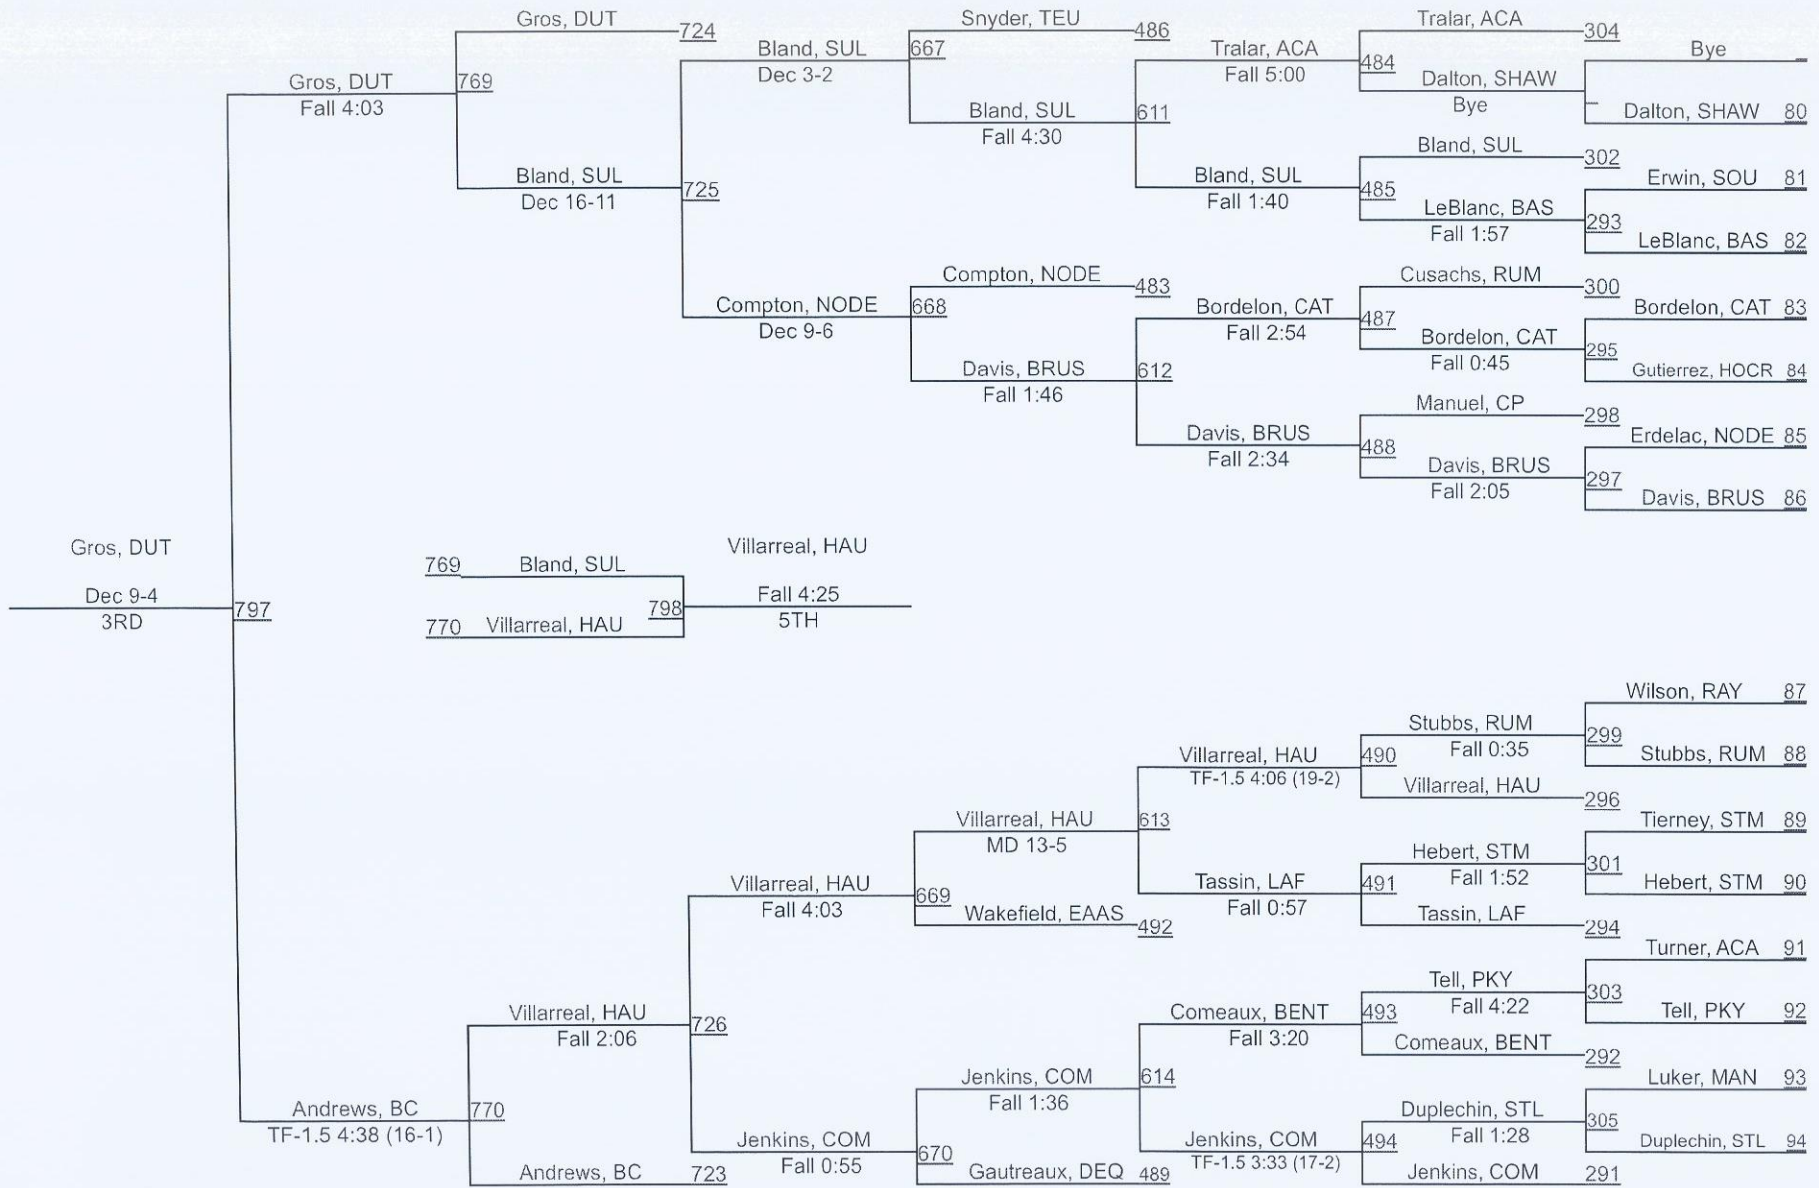 Gros, DUT
724
Snyder, TEU
486
Tralar, ACA
304
Bland, SUL
667
Dec 3-2
Tralar, ACA
Fall 5:00
484
Bye
Gros, DUT
Fall 4:03
769
Dalton, SHAW
Bye
Bland, SUL
Fall 4:30
611
Dalton, SHAW 80
Bland, SUL
302
Bland, SUL
Dec 16-11
725
Bland, SUL
Fall 1:40
485
Erwin, SOU 81
LeBlanc, BAS
Fall 1:57
293
LeBlanc, BAS 82
Compton, NODE
483
Cusachs, RUM
300
Compton, NODE
Dec 9-6
668
Bordelon, CAT
Fall 2:54
487
Bordelon, CAT 83
Bordelon, CAT
Fall 0:45
295
Davis, BRUS
Fall 1:46
612
Gutierrez, HOCR 84
Manuel, CP
298
Davis, BRUS
Fall 2:34
488
Erdelac, NODE 85
Davis, BRUS
Fall 2:05
297
Davis, BRUS 86
Gros, DUT
Dec 9-4
3RD
797
769 Bland, SUL
770 Villarreal, HAU
798
Villarreal, HAU
Fall 4:25
5TH
Wilson, RAY 87
Stubbs, RUM
Fall 0:35
299
Villarreal, HAU
TF-1.5 4:06 (19-2)
490
Stubbs, RUM 88
Villarreal, HAU
296
Villarreal, HAU
MD 13-5
613
Tierney, STM 89
Hebert, STM
Fall 1:52
301
Villarreal, HAU
Fall 4:03
669
Tassin, LAF
Fall 0:57
491
Hebert, STM 90
Wakefield, EAAS
492
Tassin, LAF
294
Turner, ACA 91
Tell, PKY
Fall 4:22
303
Villarreal, HAU
Fall 2:06
726
Comeaux, BENT
Fall 3:20
493
Tell, PKY 92
Comeaux, BENT
292
Jenkins, COM
Fall 1:36
614
Luker, MAN 93
Andrews, BC
TF-1.5 4:38 (16-1)
770
Duplechin, STL
Fall 1:28
305
Jenkins, COM
Fall 0:55
670
Jenkins, COM
TF-1.5 3:33 (17-2)
494
Duplechin, STL 94
Andrews, BC
723
Gautreaux, DEQ 489
Jenkins, COM
291